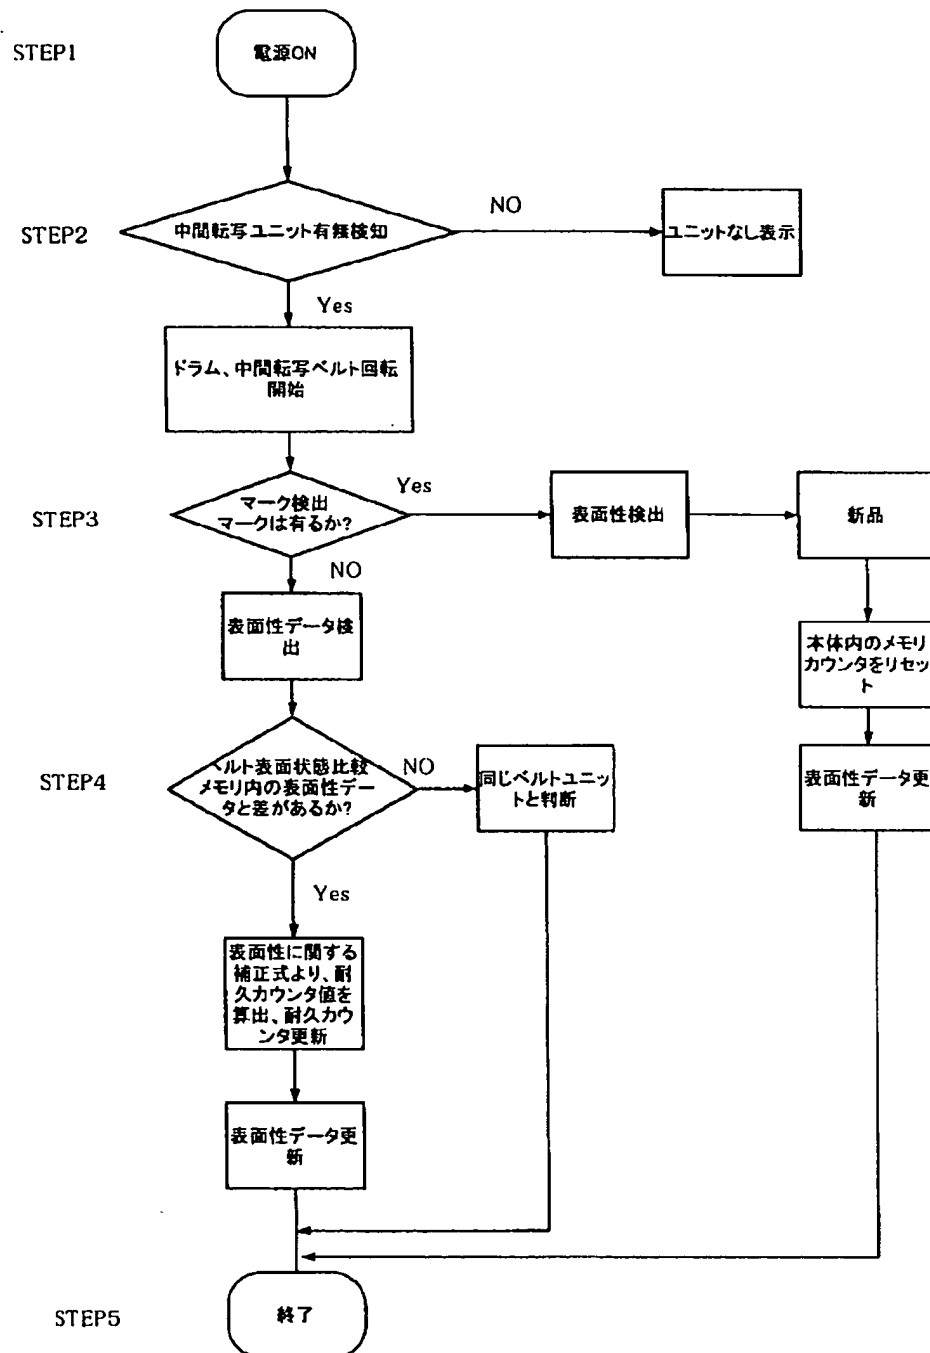 STEP1
電源ON
STEP2
中間転写ユニット有無検知
NO
ユニットなし表示
Yes
ドラム、中間転写ベルト回転
開始
STEP3
マーク検出
マークは有るか?
Yes
表面性検出
新品
NO
表面性データ検
出
本体内のメモリ
カウンタをリセッ
ト
STEP4
ベルト表面状態比較
メモリ内の表面性デー
タと差があるか?
NO
同じベルトユニッ
トと判断
表面性データ更
新
Yes
表面性に関する
補正式より、耐
久カウンタ値を
算出、耐久カウ
ンタ更新
表面性データ更
新
STEP5
終了